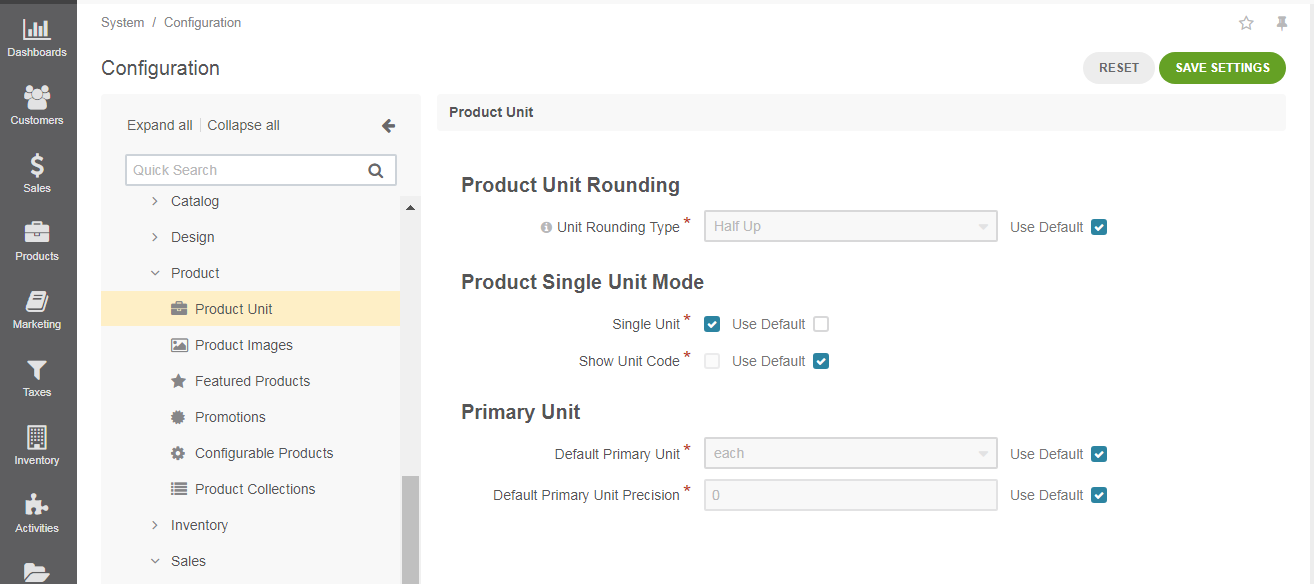 System / Configuration
Configuration
RESET
SAVE SETTINGS
Dashboards
Customers
Sales
Products
Marketing
Taxes
Inventory
Activities
Expand all | Collapse all
Quick Search
Catalog
Design
Product
Product Unit
Product Images
Featured Products
Promotions
Configurable Products
Product Collections
Inventory
Sales
Product Unit
Product Unit Rounding
Unit Rounding Type * Half Up Use Default
Product Single Unit Mode
Single Unit * Use Default
Show Unit Code * Use Default
Primary Unit
Default Primary Unit * each Use Default
Default Primary Unit Precision * 0 Use Default